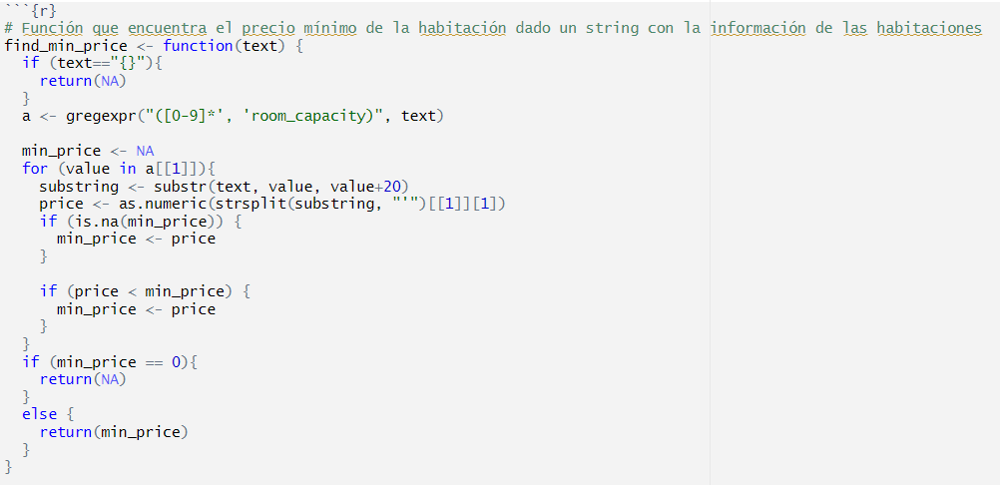 ```{r}
# Función que encuentra el precio mínimo de la habitación dado un string con la información de las habitaciones
find_min_price <- function(text) {
  if (text=="{}"){
    return(NA)
  }
  a <- gregexpr("([0-9]*', 'room_capacity)", text)

  min_price <- NA
  for (value in a[[1]]){
    substring <- substr(text, value, value+20)
    price <- as.numeric(strsplit(substring, "'")[[1]][1])
    if (is.na(min_price)) {
      min_price <- price
    }

    if (price < min_price) {
      min_price <- price
    }
  }
  if (min_price == 0){
    return(NA)
  }
  else {
    return(min_price)
  }
}